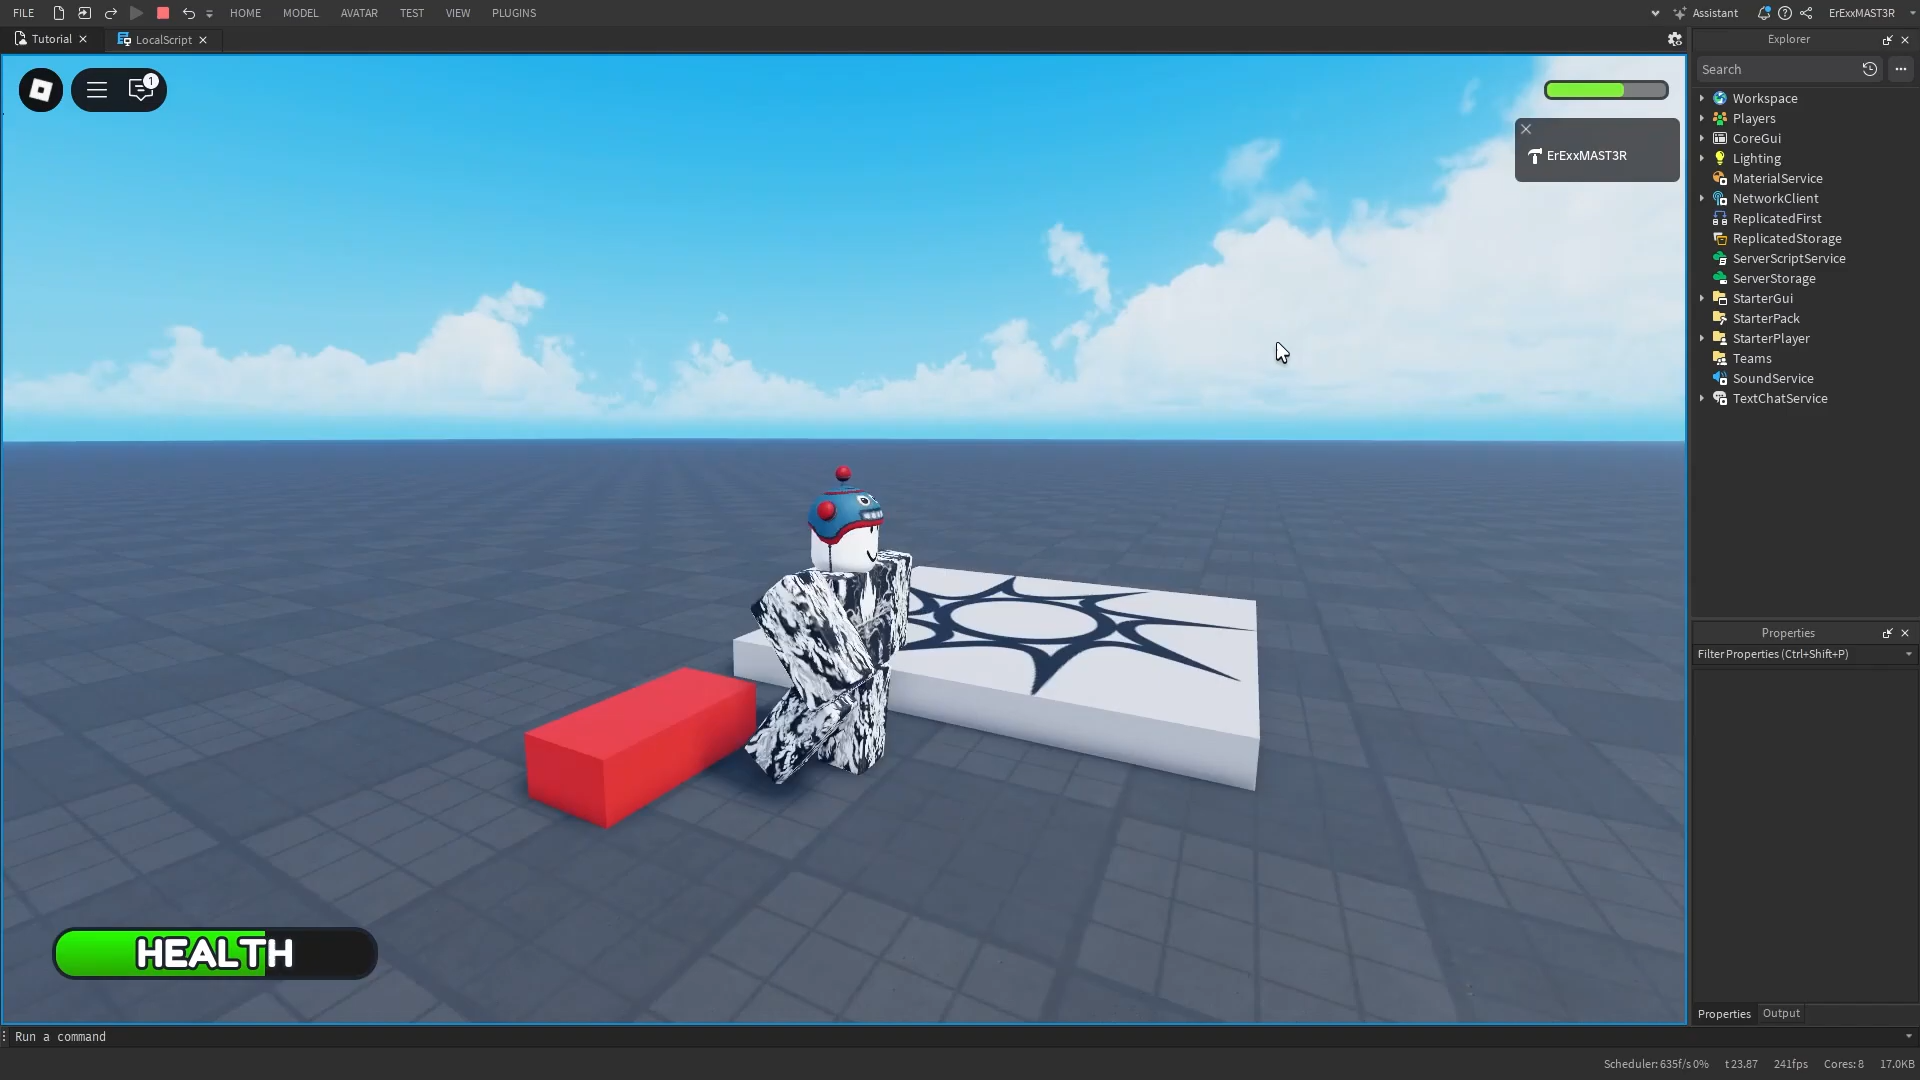 FILE HOME MODEL AVATAR TEST VIEW PLUGINS Assistant ErExxMAST3R
Tutorial LocalScript Explorer
1
Search
ErExxMAST3R
Workspace
Players
CoreGui
Lighting
MaterialService
NetworkClient
ReplicatedFirst
ReplicatedStorage
ServerScriptService
ServerStorage
StarterGui
StarterPack
StarterPlayer
Teams
SoundService
TextChatService
Properties
Filter Properties (Ctrl+Shift+P)
HEALTH
Properties Output
Run a command
Scheduler: 635f/s 0% t 23.87 241fps Cores: 8 17.0KB